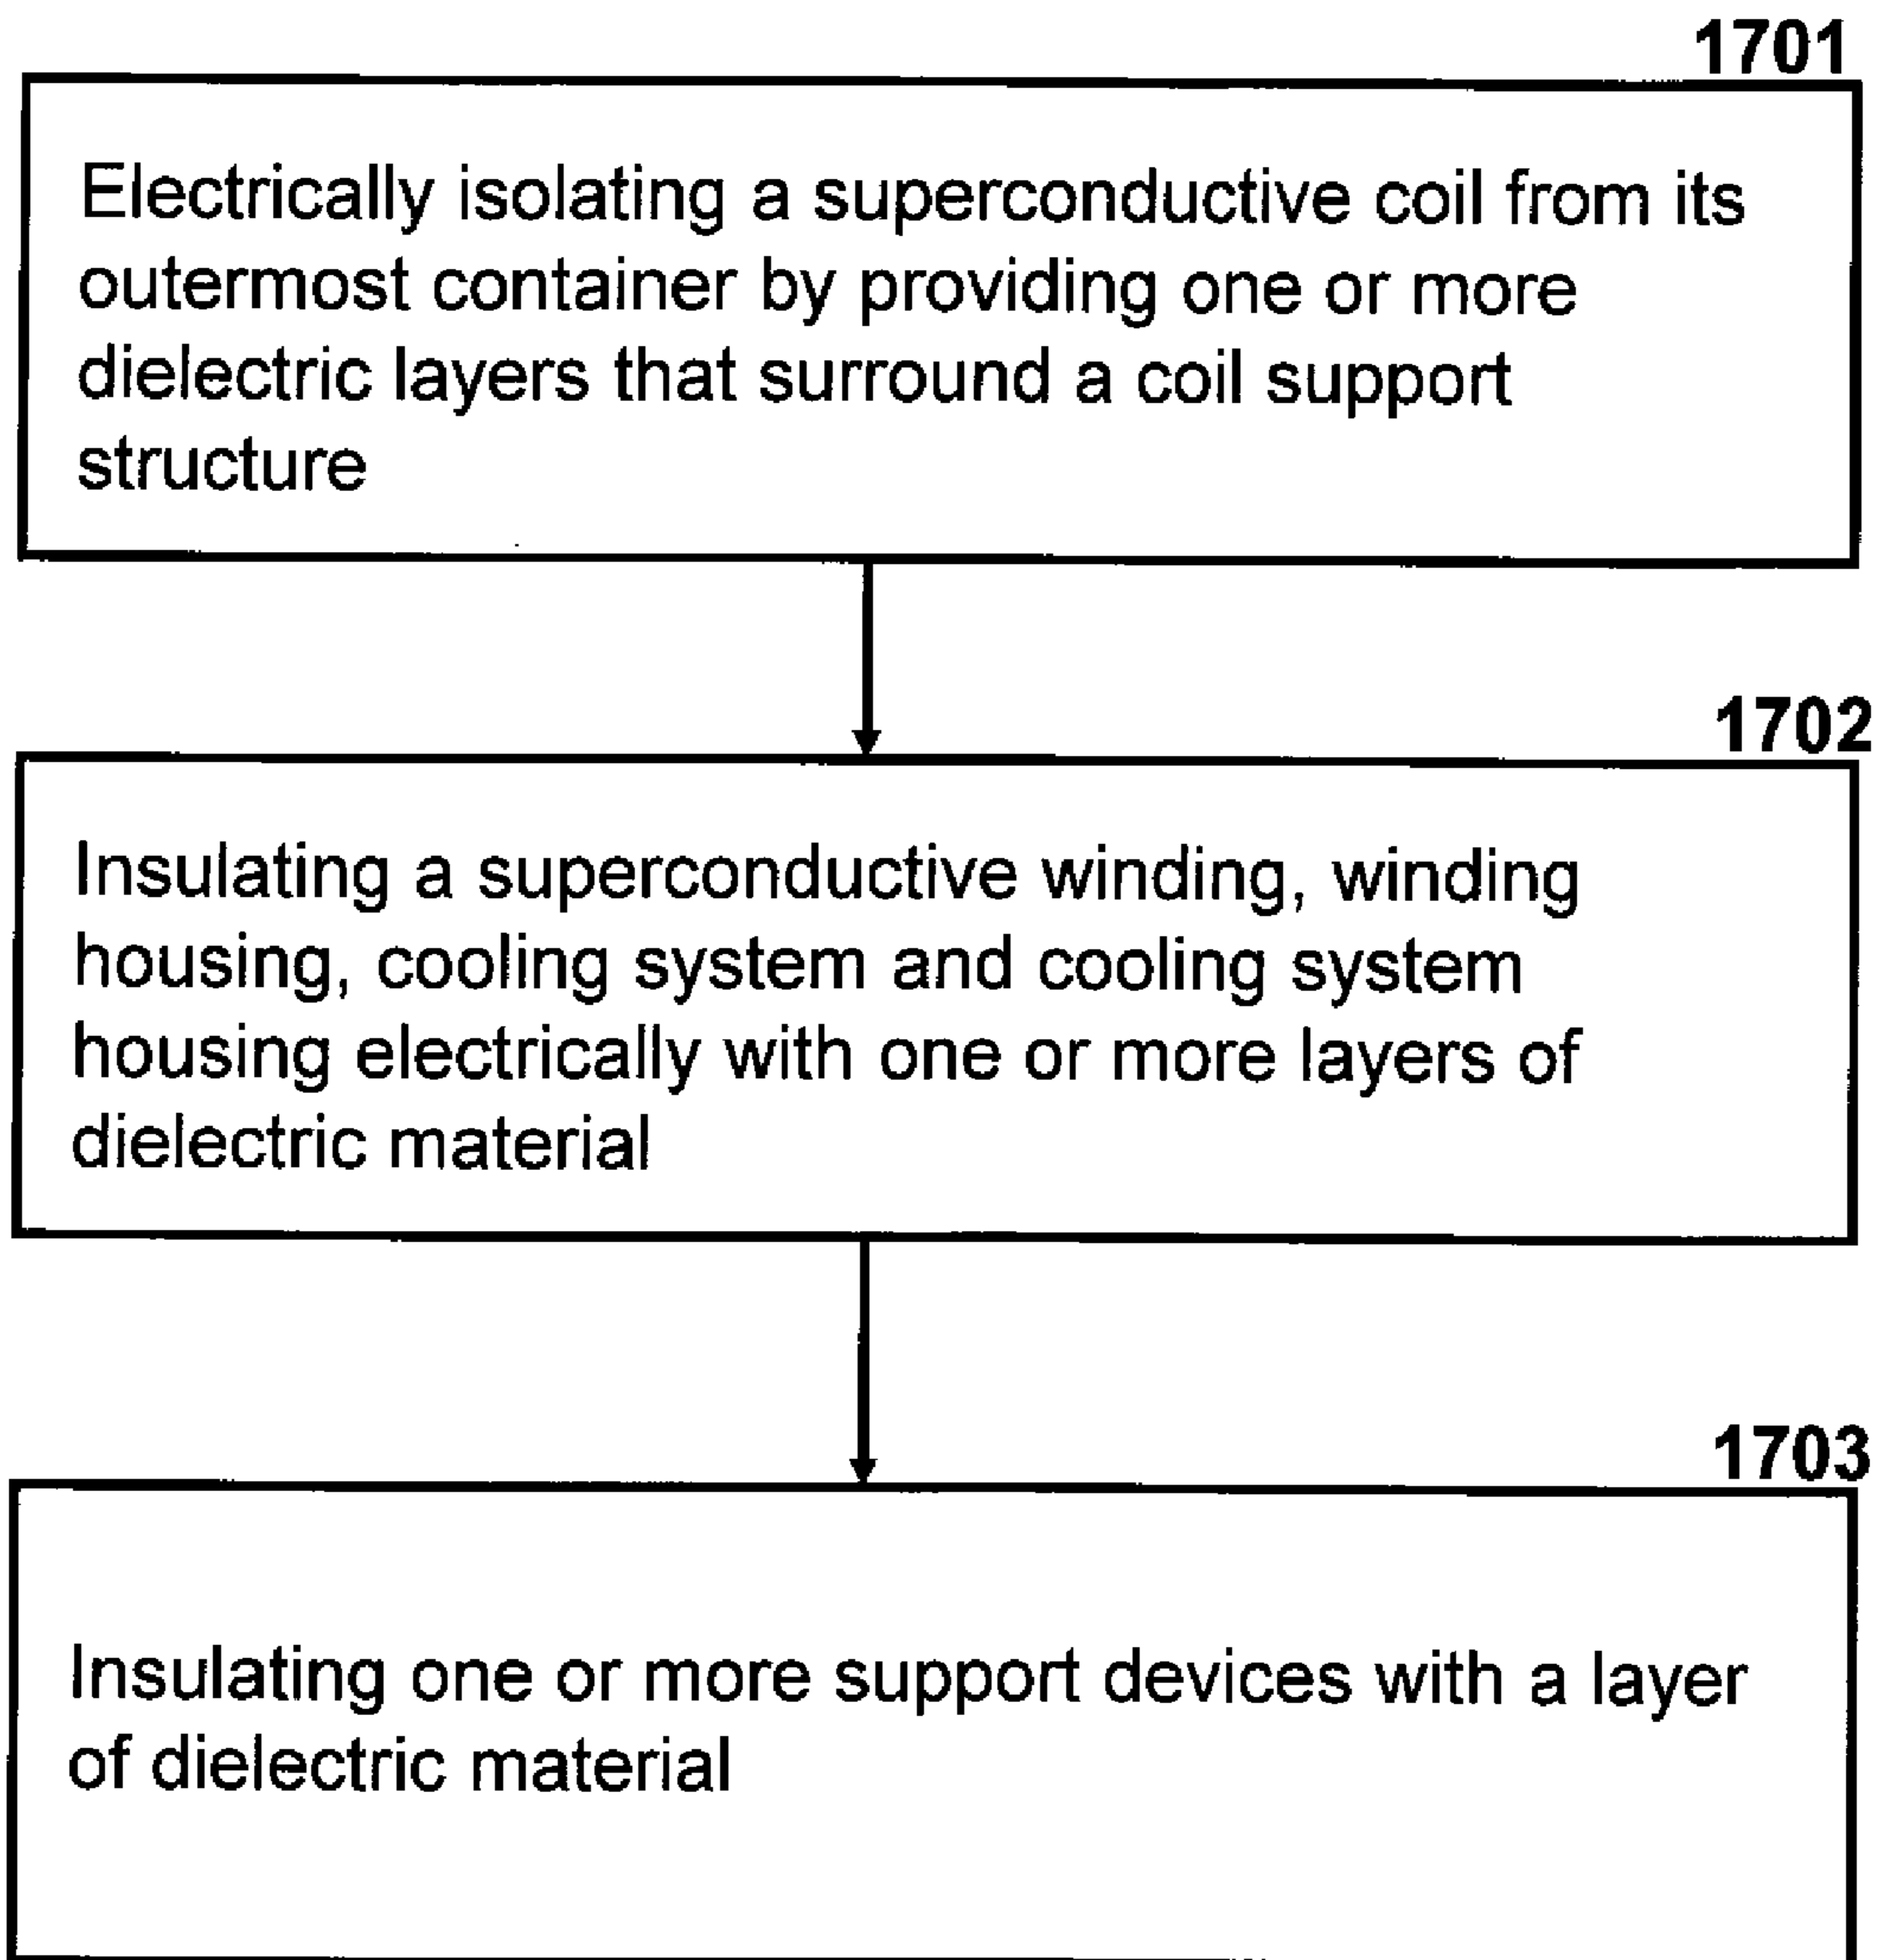 1701
Electrically isolating a superconductive coil from its
outermost container by providing one or more
dielectric layers that surround a coil support
structure
1702
Insulating a superconductive winding, winding
housing, cooling system and cooling system
housing electrically with one or more layers of
dielectric material
1703
Insulating one or more support devices with a layer
of dielectric material